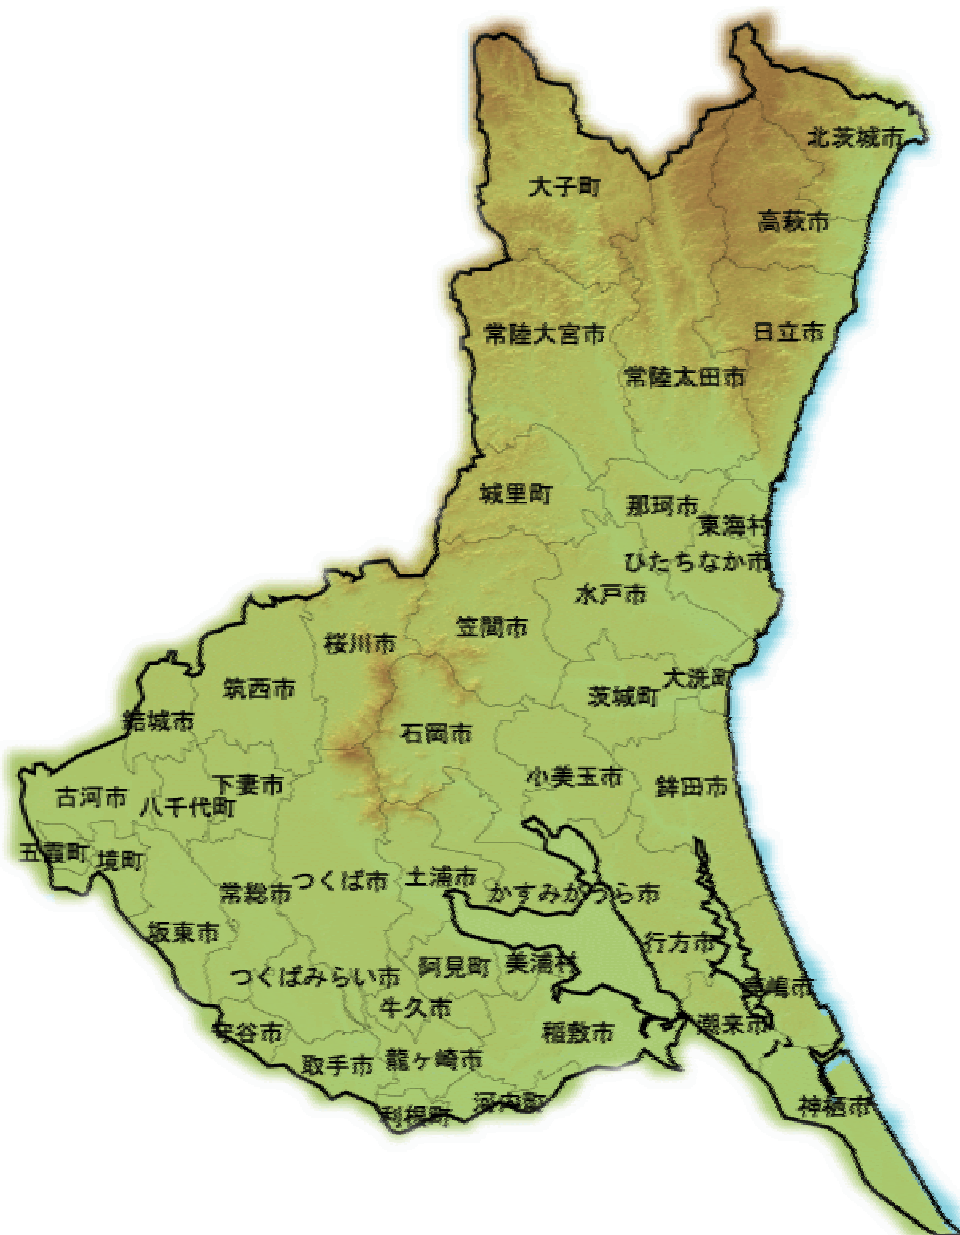 北茨城市
大子町
高萩市
日立市
常陸大宮市
常陸太田市
城里町
那珂市
東海村
ひたちなか市
水戸市
笠間市
桜川市
大洗町
筑西市
茨城町
結城市
石岡市
小美玉市
下妻市
鉾田市
古河市
八千代町
五霞町
境町
土浦市
つくば市
常総市
かすみがうら市
坂東市
行方市
美浦村
阿見町
つくばみらい市
鹿嶋市
牛久市
潮来市
守谷市
稲敷市
龍ヶ崎市
取手市
河内町
神栖市
利根町